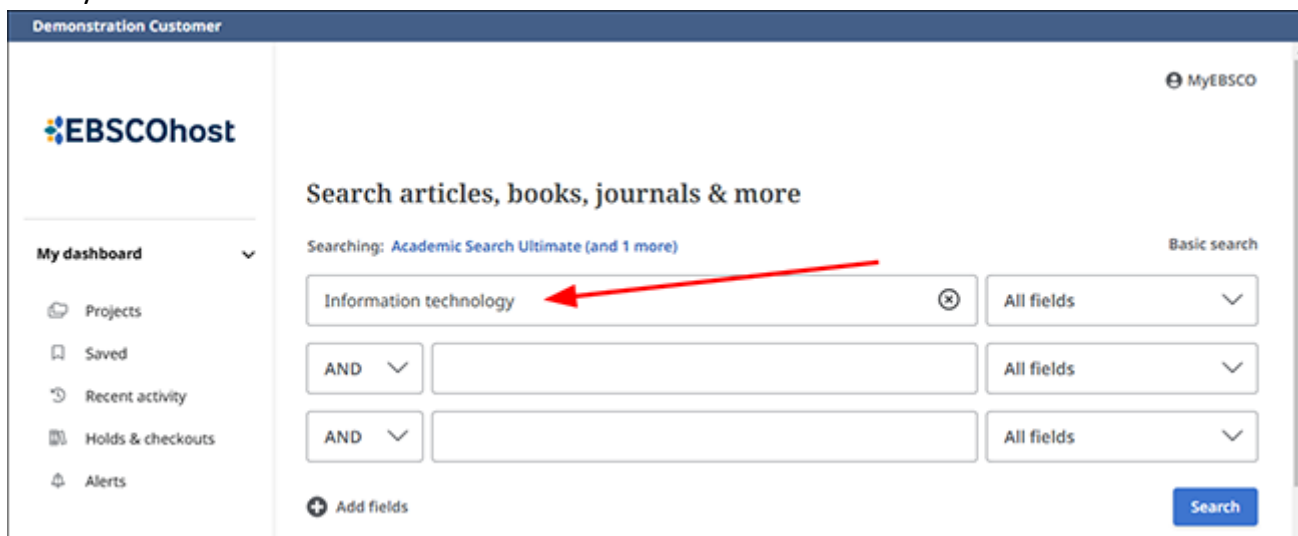 Demonstration Customer
MyEBSCO
EBSCOhost
Search articles, books, journals & more
My dashboard
Searching: Academic Search Ultimate (and 1 more)
Basic search
Information technology
All fields
Projects
Saved
AND
All fields
Recent activity
Holds & checkouts
AND
All fields
Alerts
Add fields
Search